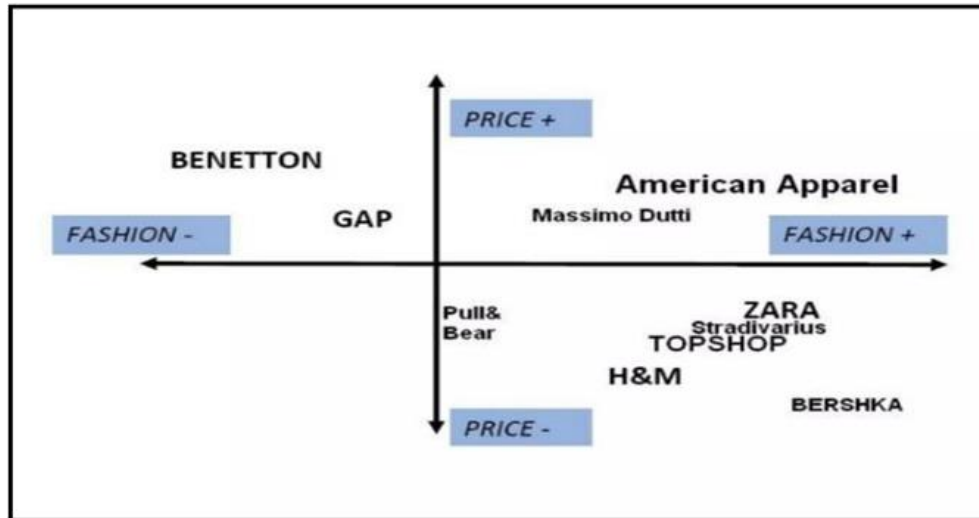 PRICE +
BENETTON
American Apparel
GAP
Massimo Dutti
FASHION -
FASHION +
Pull&
Bear
ZARA
Stradivarius
TOPSHOP
H&M
BERSHKA
PRICE -